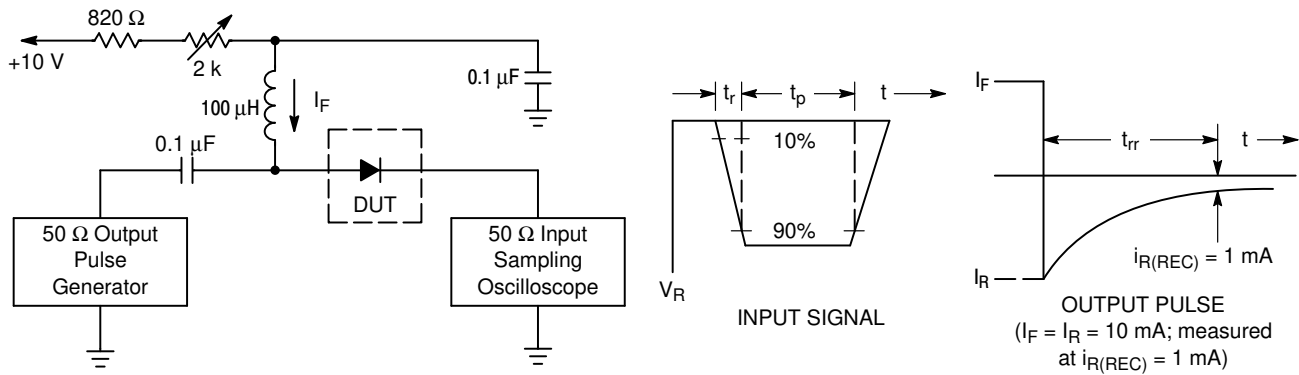 820 Ω
+10 V
2 k
100 µH
I_F
0.1 µF
0.1 µF
DUT
50 Ω Output
Pulse
Generator
50 Ω Input
Sampling
Oscilloscope
t_r
t_p
t
10%
90%
V_R
INPUT SIGNAL
I_F
t_rr
t
i_R(REC) = 1 mA
I_R
OUTPUT PULSE
(I_F = I_R = 10 mA; measured
at i_R(REC) = 1 mA)